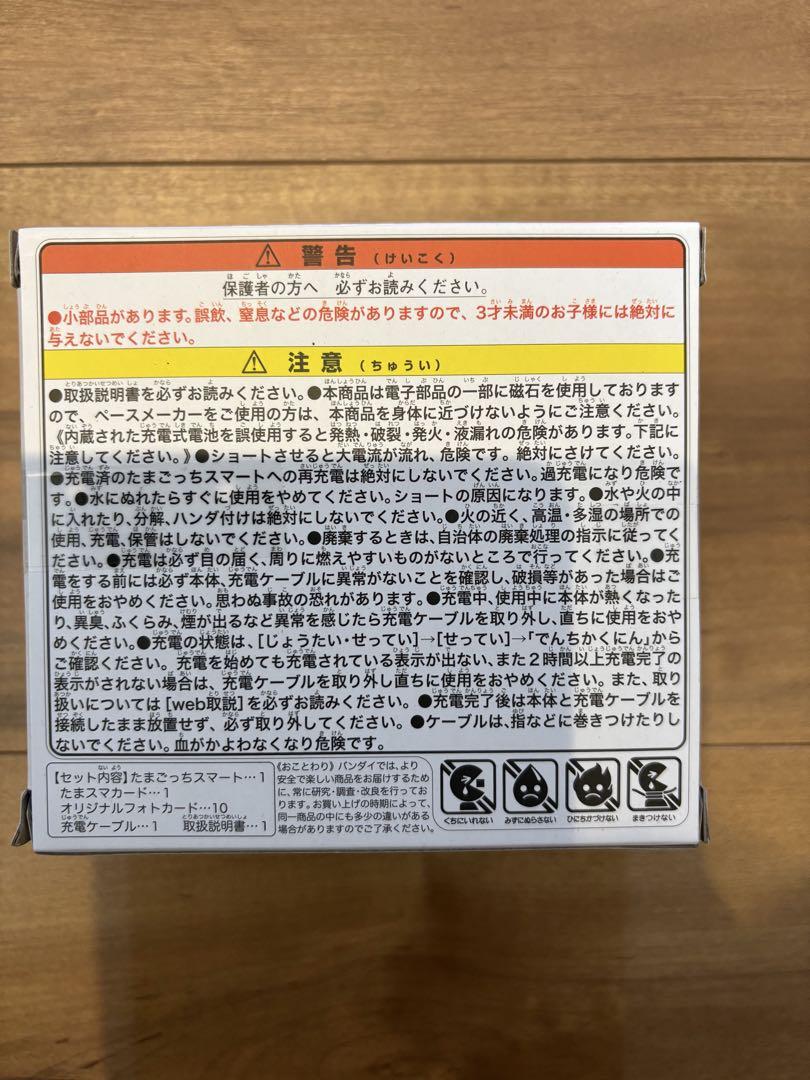 ⚠ 警告（けいこく）
保護者の方へ　必ずお読みください。
●小部品があります。誤飲、窒息などの危険がありますので、3才未満のお子様には絶対に
与えないでください。
⚠ 注意（ちゅうい）
●取扱説明書を必ずお読みください。●本商品は電子部品の一部に磁石を使用しております
ので、ペースメーカーをご使用の方は、本商品を身体に近づけないようにご注意ください。
《内蔵された充電式電池を誤使用すると発熱・破裂・発火・液漏れの危険があります。下記に
注意してください。》●ショートさせると大電流が流れ、危険です。絶対にさけてください。
●充電済のたまごっちスマートへの再充電は絶対にしないでください。過充電になり危険で
す。●水にぬれたらすぐに使用をやめてください。ショートの原因になります。●水や火の中
に入れたり、分解、ハンダ付けは絶対にしないでください。●火の近く、高温・多湿の場所での
使用、充電、保管はしないでください。●廃棄するときは、自治体の廃棄処理の指示に従ってく
ださい。●充電は必ず目の届く、周りに燃えやすいものがないところで行ってください。●充
電をする前には必ず本体、充電ケーブルに異常がないことを確認し、破損等があった場合はご
使用をおやめください。思わぬ事故の恐れがあります。●充電中、使用中に本体が熱くなった
り、異臭、ふくらみ、煙が出るなど異常を感じたら充電ケーブルを取り外し、直ちに使用をおや
めください。●充電の状態は、[じょうたい・せってい]→[せってい]→「でんちかくにん」から
ご確認ください。充電を始めても充電されている表示が出ない、また2時間以上充電完了の
表示がされない場合は、充電ケーブルを取り外し直ちに使用をおやめください。また、取り
扱いについては[web取説]を必ずお読みください。●充電完了後は本体と充電ケーブルを
接続したまま放置せず、必ず取り外してください。●ケーブルは、指などに巻きつけたりし
ないでください。血がかよわなくなり危険です。
【セット内容】たまごっちスマート…1
たまスマカード…1
オリジナルフォトカード…10
充電ケーブル…1　取扱説明書…1
《おことわり》バンダイでは、より
安全で楽しい商品をお届けするため
に、常に研究・調査・改良を行ってお
ります。お買い上げの時期によって、
同一商品の中にも多少の違いがある
場合がありますのでご了承ください。
くちにいれない　みずにぬらさない　ひにちかづけない　まきつけない